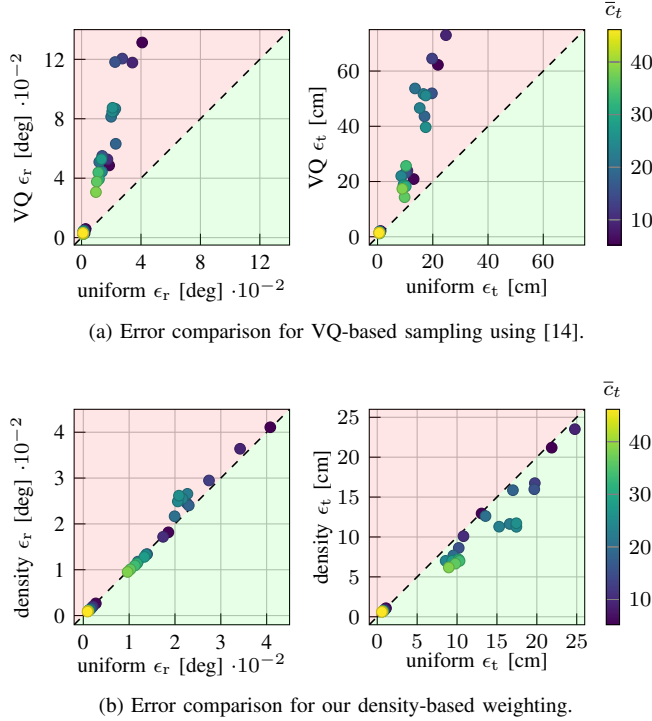 c̄t
12
8
4
0
VQ ϵr [deg] ·10−2
0 4 8 12
uniform ϵr [deg] ·10−2
60
40
20
0
VQ ϵt [cm]
0 20 40 60
uniform ϵt [cm]
40
30
20
10
(a) Error comparison for VQ-based sampling using [14].
c̄t
4
3
2
1
0
density ϵr [deg] ·10−2
0 1 2 3 4
uniform ϵr [deg] ·10−2
25
20
15
10
5
0
density ϵt [cm]
0 5 10 15 20 25
uniform ϵt [cm]
40
30
20
10
(b) Error comparison for our density-based weighting.